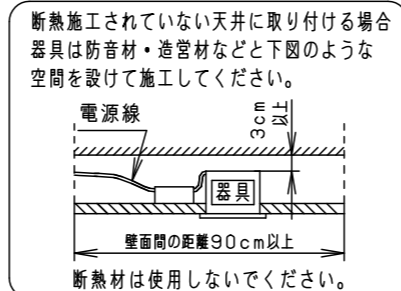 断熱施工されていない天井に取り付ける場合
器具は防音材・造営材などと下図のような
空間を設けて施工してください。
電源線
3cm
以上
器具
壁面間の距離90cm以上
断熱材は使用しないでください。